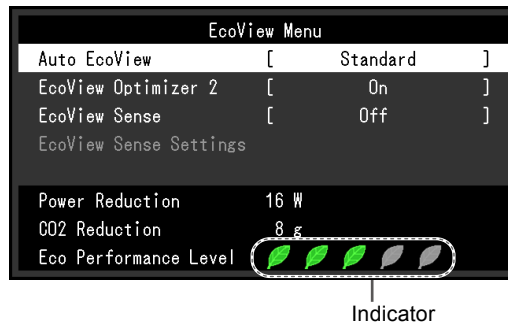 EcoView Menu
Auto EcoView [ Standard ]
EcoView Optimizer 2 [ On ]
EcoView Sense [ Off ]
EcoView Sense Settings
Power Reduction 16 W
CO2 Reduction 8 g
Eco Performance Level
Indicator